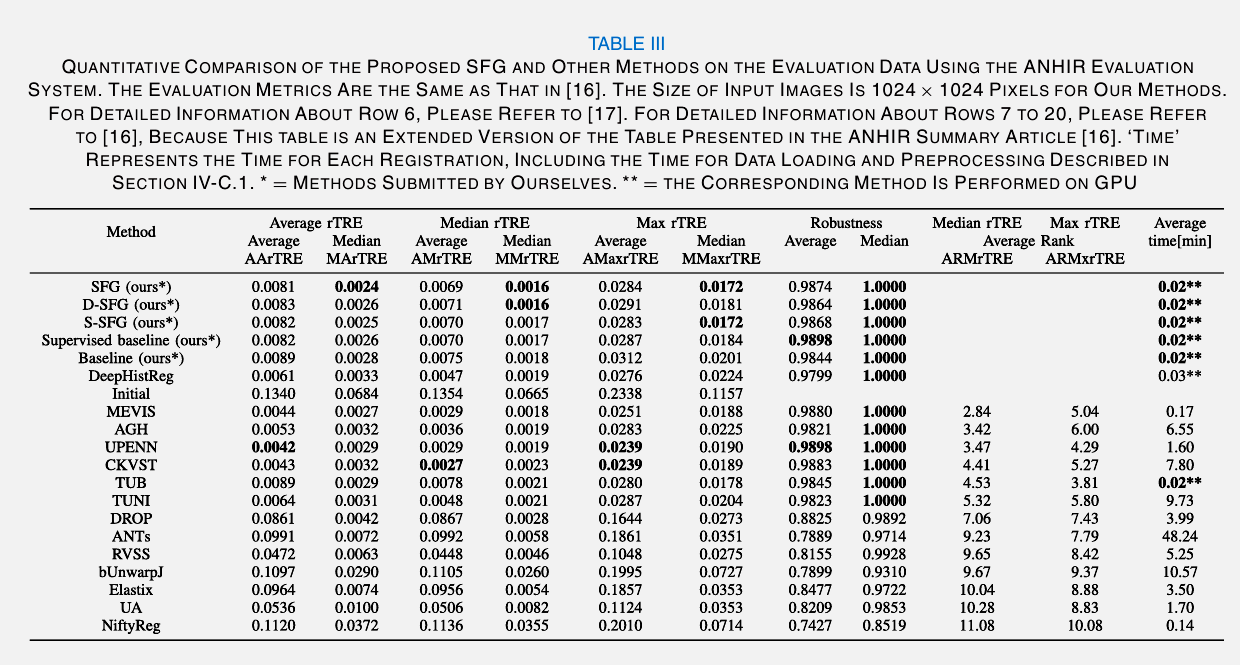 TABLE III
QUANTITATIVE COMPARISON OF THE PROPOSED SFG AND OTHER METHODS ON THE EVALUATION DATA USING THE ANHIR EVALUATION
SYSTEM. THE EVALUATION METRICS ARE THE SAME AS THAT IN [16]. THE SIZE OF INPUT IMAGES IS 1024 × 1024 PIXELS FOR OUR METHODS.
FOR DETAILED INFORMATION ABOUT ROW 6, PLEASE REFER TO [17]. FOR DETAILED INFORMATION ABOUT ROWS 7 TO 20, PLEASE REFER
TO [16], BECAUSE THIS TABLE IS AN EXTENDED VERSION OF THE TABLE PRESENTED IN THE ANHIR SUMMARY ARTICLE [16]. ‘TIME’
REPRESENTS THE TIME FOR EACH REGISTRATION, INCLUDING THE TIME FOR DATA LOADING AND PREPROCESSING DESCRIBED IN
SECTION IV-C.1. * = METHODS SUBMITTED BY OURSELVES. ** = THE CORRESPONDING METHOD IS PERFORMED ON GPU
Method Average rTRE Median rTRE Max rTRE Robustness Median rTRE Max rTRE Average
Average Median Average Median Average Median Average Median Average Rank time[min]
AArTRE MArTRE AMrTRE MMrTRE AMaxrTRE MMaxrTRE ARMrTRE ARMxrTRE
SFG (ours*) 0.0081 0.0024 0.0069 0.0016 0.0284 0.0172 0.9874 1.0000 0.02**
D-SFG (ours*) 0.0083 0.0026 0.0071 0.0016 0.0291 0.0181 0.9864 1.0000 0.02**
S-SFG (ours*) 0.0082 0.0025 0.0070 0.0017 0.0283 0.0172 0.9868 1.0000 0.02**
Supervised baseline (ours*) 0.0082 0.0026 0.0070 0.0017 0.0287 0.0184 0.9898 1.0000 0.02**
Baseline (ours*) 0.0089 0.0028 0.0075 0.0018 0.0312 0.0201 0.9844 1.0000 0.02**
DeepHistReg 0.0061 0.0033 0.0047 0.0019 0.0276 0.0224 0.9799 1.0000 0.03**
Initial 0.1340 0.0684 0.1354 0.0665 0.2338 0.1157
MEVIS 0.0044 0.0027 0.0029 0.0018 0.0251 0.0188 0.9880 1.0000 2.84 5.04 0.17
AGH 0.0053 0.0032 0.0036 0.0019 0.0283 0.0225 0.9821 1.0000 3.42 6.00 6.55
UPENN 0.0042 0.0029 0.0029 0.0019 0.0239 0.0190 0.9898 1.0000 3.47 4.29 1.60
CKVST 0.0043 0.0032 0.0027 0.0023 0.0239 0.0189 0.9883 1.0000 4.41 5.27 7.80
TUB 0.0089 0.0029 0.0078 0.0021 0.0280 0.0178 0.9845 1.0000 4.53 3.81 0.02**
TUNI 0.0064 0.0031 0.0048 0.0021 0.0287 0.0204 0.9823 1.0000 5.32 5.80 9.73
DROP 0.0861 0.0042 0.0867 0.0028 0.1644 0.0273 0.8825 0.9892 7.06 7.43 3.99
ANTs 0.0991 0.0072 0.0992 0.0058 0.1861 0.0351 0.7889 0.9714 9.23 7.79 48.24
RVSS 0.0472 0.0063 0.0448 0.0046 0.1048 0.0275 0.8155 0.9928 9.65 8.42 5.25
bUnwarpJ 0.1097 0.0290 0.1105 0.0260 0.1995 0.0727 0.7899 0.9310 9.67 9.37 10.57
Elastix 0.0964 0.0074 0.0956 0.0054 0.1857 0.0353 0.8477 0.9722 10.04 8.88 3.50
UA 0.0536 0.0100 0.0506 0.0082 0.1124 0.0353 0.8209 0.9853 10.28 8.83 1.70
NiftyReg 0.1120 0.0372 0.1136 0.0355 0.2010 0.0714 0.7427 0.8519 11.08 10.08 0.14